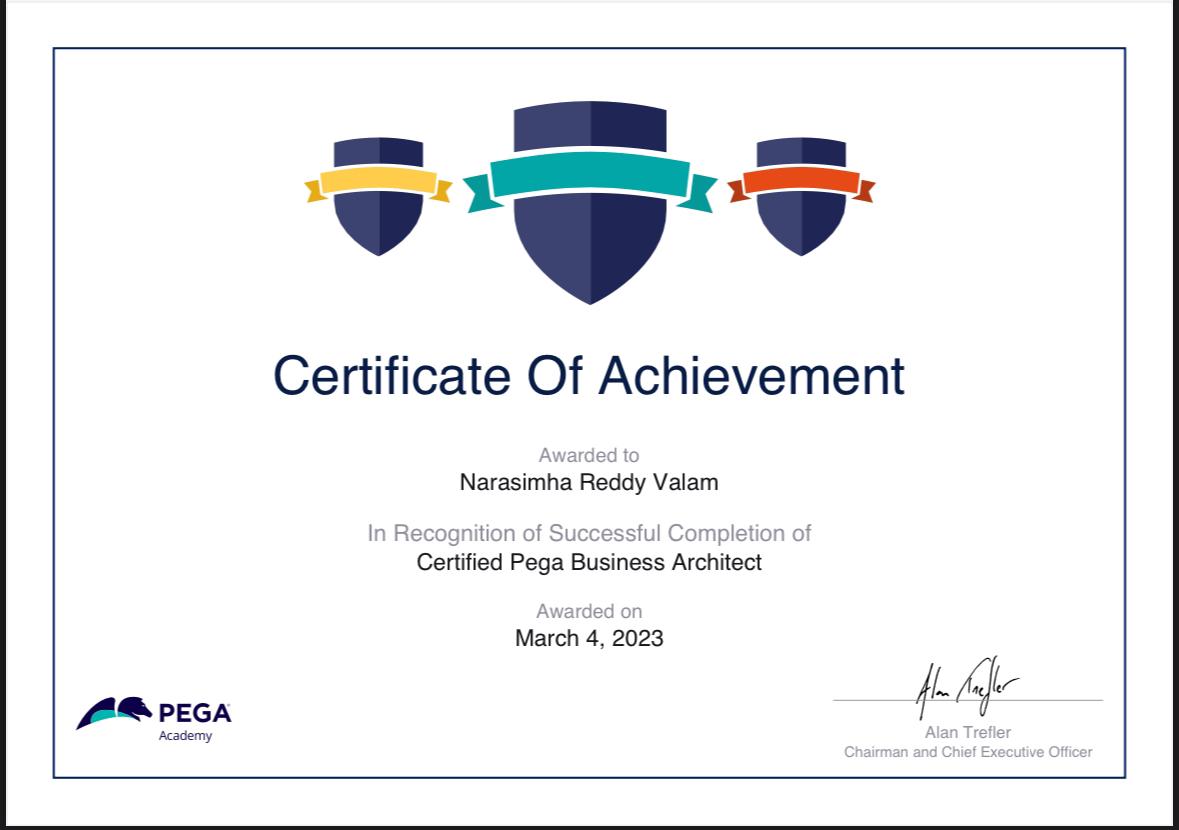 Certificate Of Achievement
Awarded to
Narasimha Reddy Valam
In Recognition of Successful Completion of
Certified Pega Business Architect
Awarded on
March 4, 2023
PEGA
Academy
Alan Trefler
Alan Trefler
Chairman and Chief Executive Officer